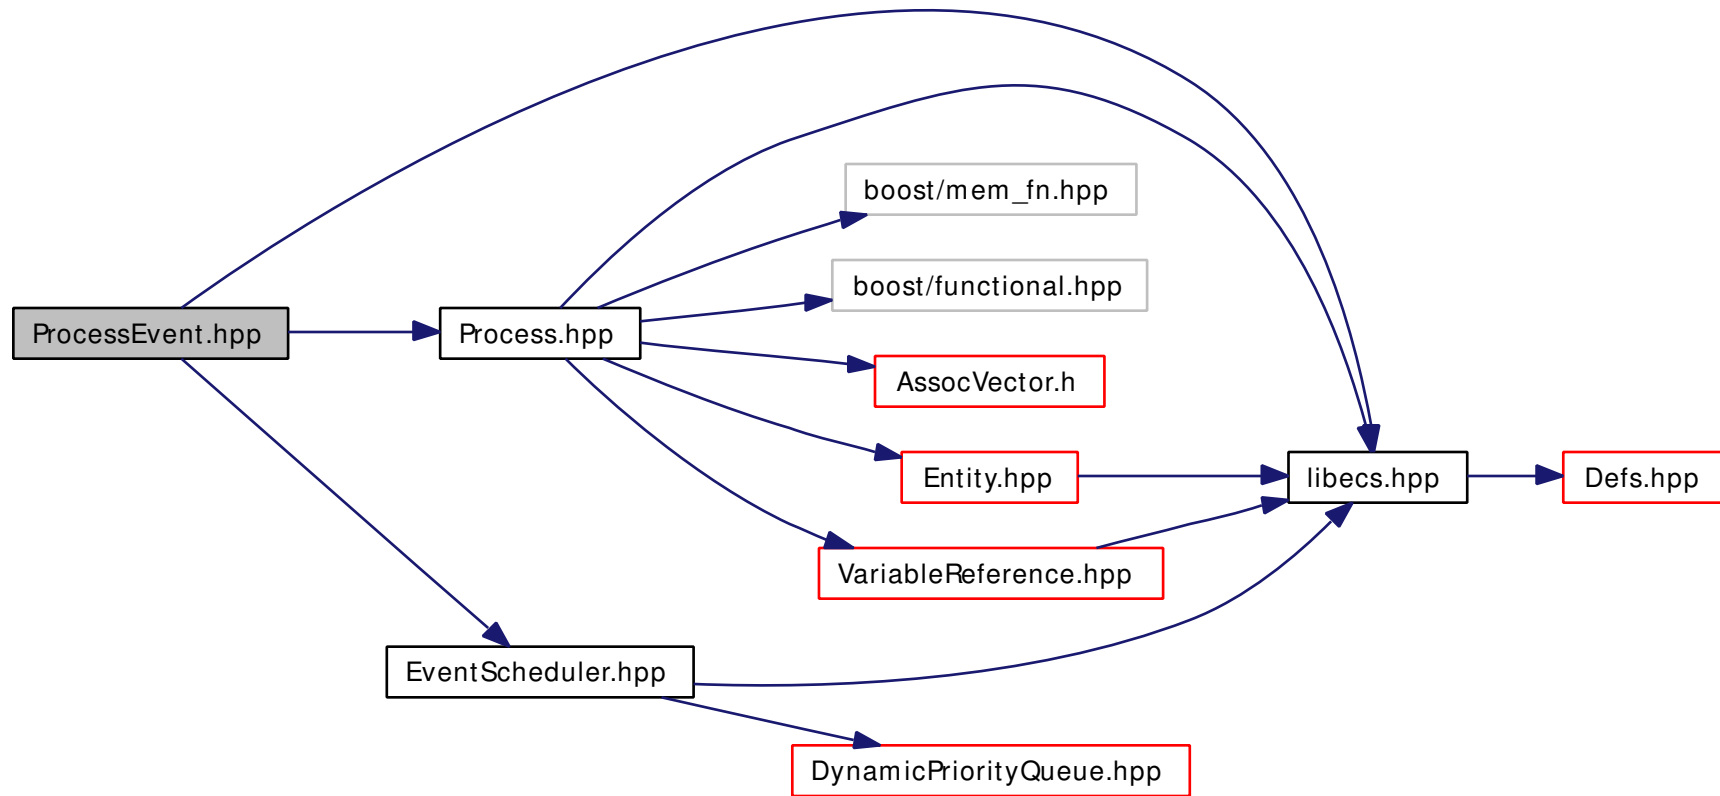 boost/mem_fn.hpp
boost/functional.hpp
ProcessEvent.hpp
Process.hpp
AssocVector.h
Entity.hpp
libecs.hpp
Defs.hpp
VariableReference.hpp
EventScheduler.hpp
DynamicPriorityQueue.hpp